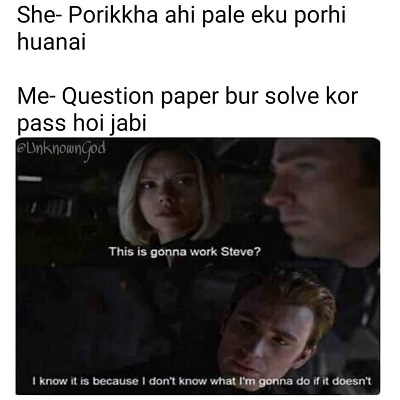 She- Porikkha ahi pale eku porhi
huanai
Me- Question paper bur solve kor
pass hoi jabi
@UnknownGod
This is gonna work Steve?
I know it is because I don't know what I'm gonna do if it doesn't